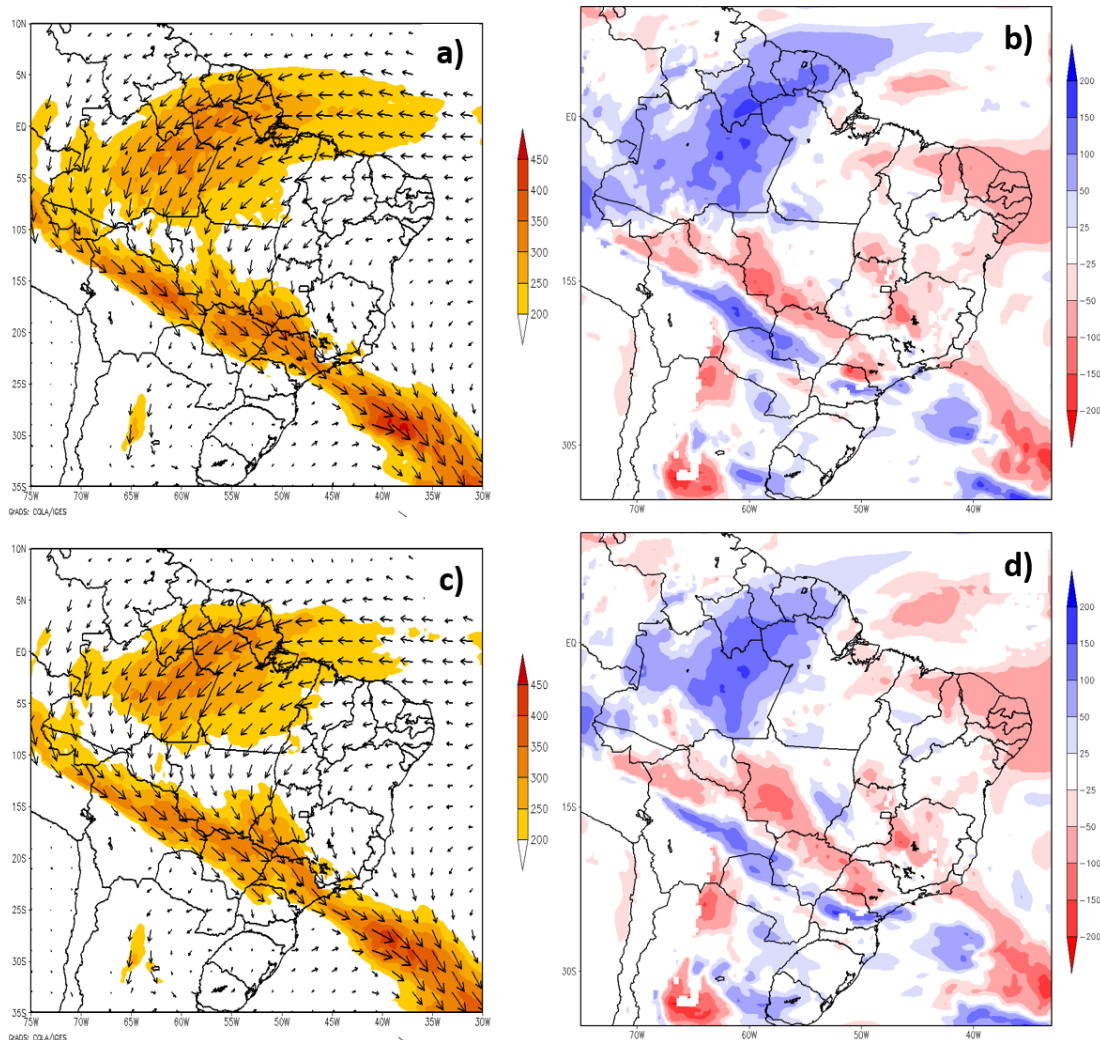 a)
10N
5N
EQ
5S
10S
15S
20S
25S
30S
35S
75W 70W 65W 60W 55W 50W 45W 40W 35W 30W
450
400
350
300
250
200
GrADS: COLA/IGES
b)
EQ
15S
30S
70W 60W 50W 40W
200
150
100
50
25
-25
-50
-100
-150
-200
c)
10N
5N
EQ
5S
10S
15S
20S
25S
30S
35S
75W 70W 65W 60W 55W 50W 45W 40W 35W 30W
450
400
350
300
250
200
GrADS: COLA/IGES
d)
EQ
15S
30S
70W 60W 50W 40W
200
150
100
50
25
-25
-50
-100
-150
-200